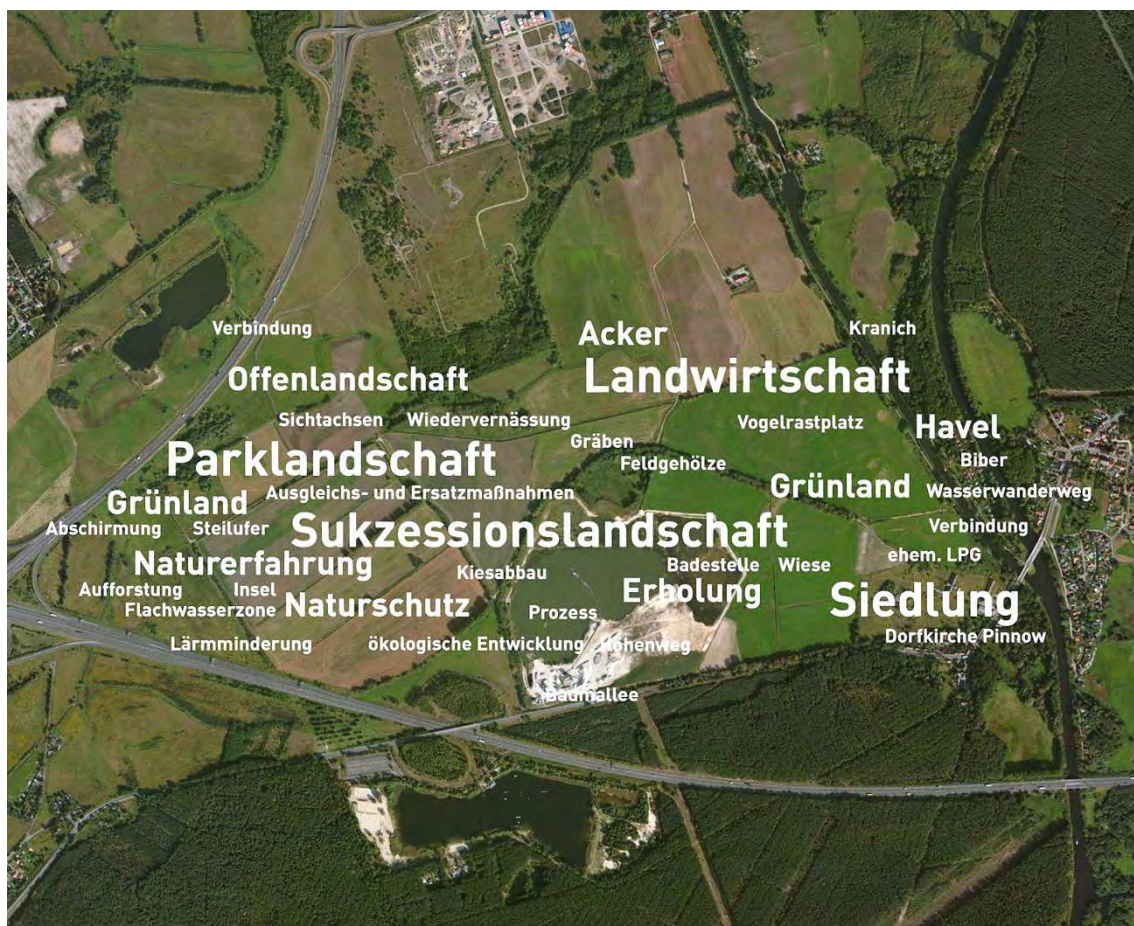 Verbindung
Acker
Kranich
Offenlandschaft
Landwirtschaft
Sichtachsen
Wiedervernässung
Vogelrastplatz
Havel
Gräben
Parklandschaft
Feldgehölze
Biber
Grünland
Ausgleichs- und Ersatzmaßnahmen
Grünland
Wasserwanderweg
Abschirmung
Steilufer
Sukzessionslandschaft
Verbindung
Naturerfahrung
Kiesabbau
Badestelle
Wiese
ehem. LPG
Aufforstung
Insel
Erholung
Siedlung
Flachwasserzone
Naturschutz
Prozess
Lärmminderung
ökologische Entwicklung
Höhenweg
Dorfkirche Pinnow
Baumallee